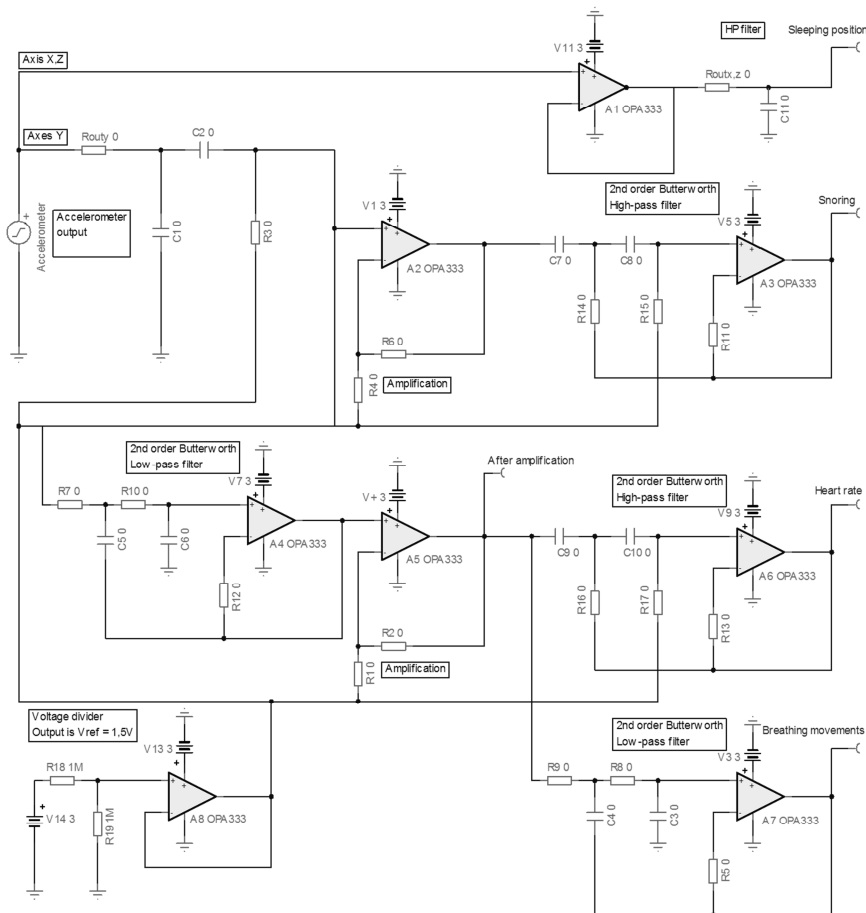 HP filter
Sleeping position
V11 3
Axis X,Z
Routx,z 0
A1 OPA333
C11 0
Axes Y
Routy 0
C2 0
2nd order Butterworth
High-pass filter
Snoring
V1 3
V5 3
Accelerometer
output
Accelerometer
C1 0
R3 0
A2 OPA333
C7 0
C8 0
A3 OPA333
R14 0
R15 0
R11 0
R6 0
R4 0
Amplification
2nd order Butterworth
Low-pass filter
After amplification
2nd order Butterworth
High-pass filter
Heart rate
V7 3
V+ 3
V9 3
R7 0
R10 0
C5 0
C6 0
A4 OPA333
A5 OPA333
C9 0
C10 0
A6 OPA333
R12 0
R16 0
R17 0
R13 0
R2 0
R1 0
Amplification
Voltage divider
Output is Vref = 1,5V
2nd order Butterworth
Low-pass filter
Breathing movements
V13 3
V3 3
R18 1M
R9 0
R8 0
V14 3
R19 1M
A8 OPA333
C4 0
C3 0
A7 OPA333
R5 0